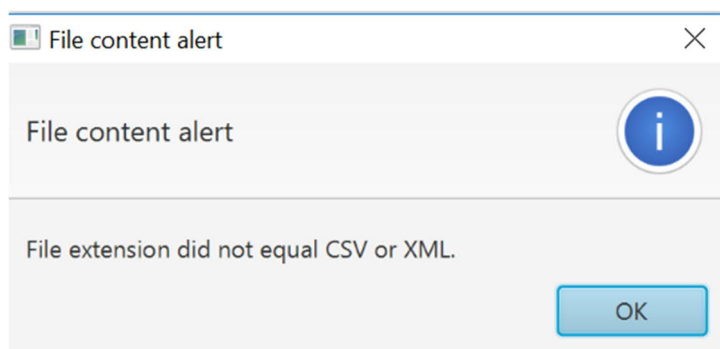 File content alert
File content alert
i
File extension did not equal CSV or XML.
OK